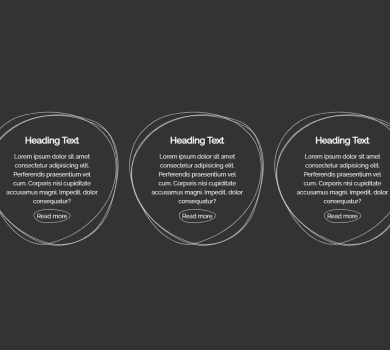 Heading Text
Lorem ipsum dolor sit amet
consectetur adipisicing elit.
Perferendis praesentium vel
cum. Corporis nisi cupiditate
accusamus magni. Impedit, dolor
consequatur?
Read more
Heading Text
Lorem ipsum dolor sit amet
consectetur adipisicing elit.
Perferendis praesentium vel
cum. Corporis nisi cupiditate
accusamus magni. Impedit, dolor
consequatur?
Read more
Heading Text
Lorem ipsum dolor sit amet
consectetur adipisicing elit.
Perferendis praesentium vel
cum. Corporis nisi cupiditate
accusamus magni. Impedit, dolor
consequatur?
Read more